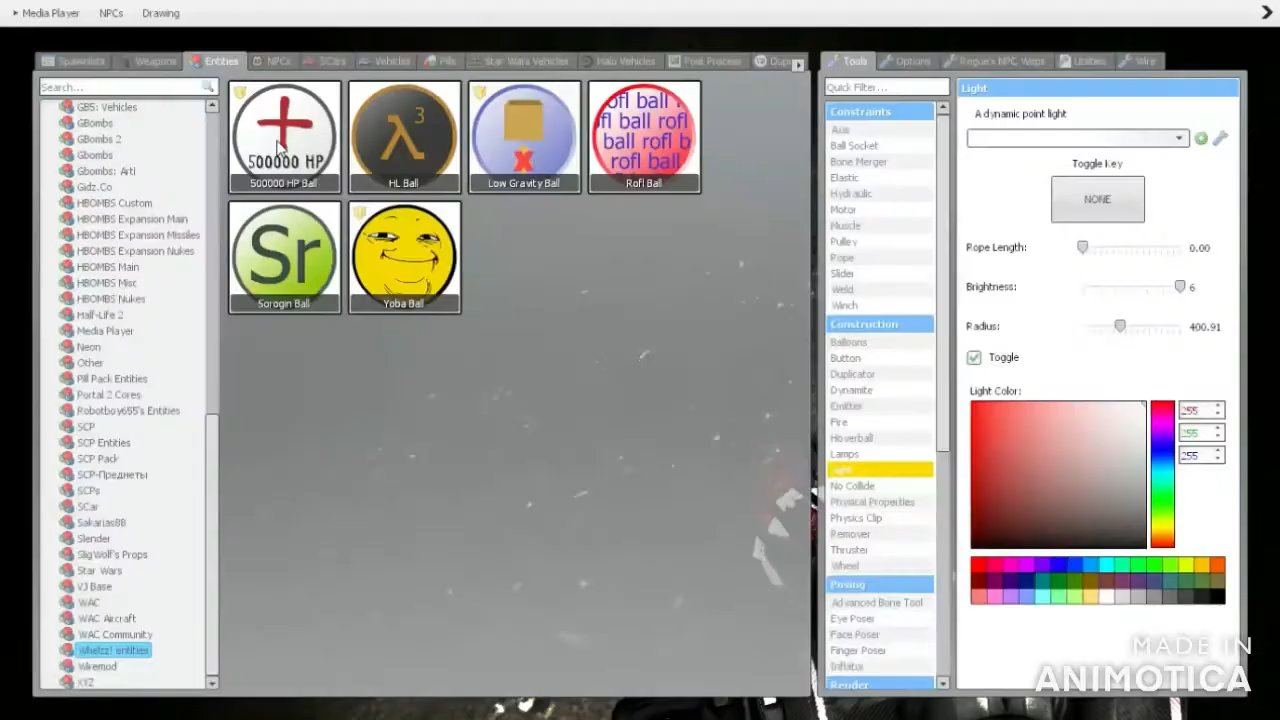 Media Player NPCs Drawing
Spawnlists Weapons Entities NPCs SCars Vehicles Pills Star Wars Vehicles Halo Vehicles Post Process Dup
Search...
GB5: Vehicles
GBombs
GBombs 2
Gbombs
Gbombs: Arti
Gidz.Co
HBOMBS Custom
HBOMBS Expansion Main
HBOMBS Expansion Missiles
HBOMBS Expansion Nukes
HBOMBS Main
HBOMBS Misc
HBOMBS Nukes
Half-Life 2
Media Player
Neon
Other
Pill Pack Entities
Portal 2 Cores
Robotboy655's Entities
SCP
SCP Entities
SCP Pack
SCP-Предметы
SCPs
SCar
Sakarias88
Slender
SligWolf's Props
Star Wars
VJ Base
WAC
WAC Aircraft
WAC Community
Whelzz! entities
Wiremod
XYZ
500000 HP
500000 HP Ball
λ3
HL Ball
Low Gravity Ball
ofl ball
fl ball rofl
ball rofl b
rofl ball
Rofl Ball
Sr
Sorogin Ball
Yoba Ball
Tools Options Utilities Wire
Quick Filter...
Constraints
Axis
Ball Socket
Bone Merger
Elastic
Hydraulic
Motor
Muscle
Pulley
Rope
Slider
Weld
Winch
Construction
Balloons
Button
Duplicator
Dynamite
Emitter
Fire
Hoverball
Lamps
Light
No Collide
Physical Properties
Physics Clip
Remover
Thruster
Wheel
Posing
Advanced Bone Tool
Eye Poser
Face Poser
Finger Poser
Inflator
Render
Light
A dynamic point light
Toggle Key
NONE
Rope Length: 0.00
Brightness: 6
Radius: 400.91
Toggle
Light Color:
255
255
255
MADE IN
ANIMOTICA